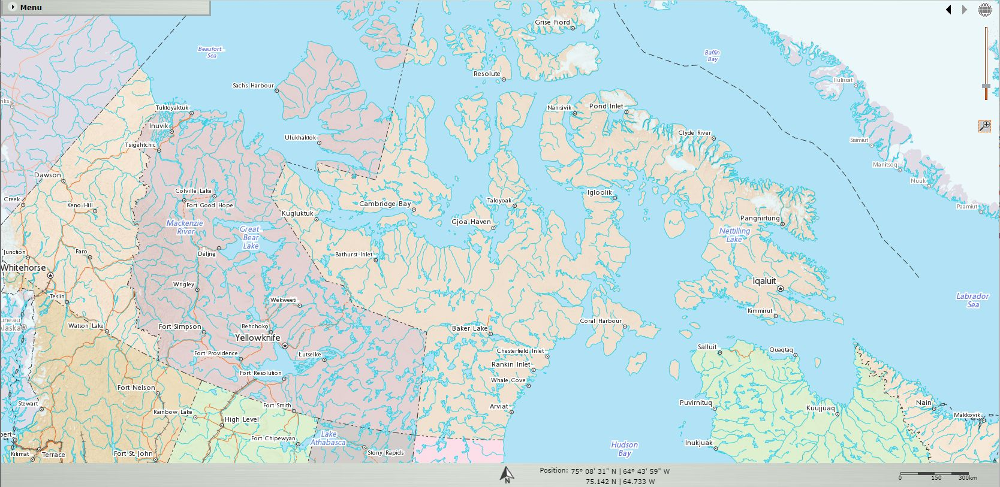 Menu
Grise Fiord
Beaufort
Sea
Baffin
Bay
Resolute
Ilulissat
Sachs Harbour
nks
Tuktoyaktuk
Nanisivik
Pond Inlet
Inuvik
Clyde River
Ulukhaktok
Sisimiut
Tsigehtchic
Maniitsoq
Dawson
Nuuk
Colville Lake
Igloolik
Creek
Keno Hill
Fort Good Hope
Cambridge Bay
Taloyoak
Paamiut
Kugluktuk
Pangnirtung
Mackenzie
River
Gjoa Haven
Great
Bear
Lake
Nettilling
Lake
Junction
Faro
Délįne
Bathurst Inlet
Whitehorse
Wrigley
Iqaluit
Teslin
Wekweètì
Labrador
Sea
Kimmirut
uneau
Alaska
Watson Lake
Fort Simpson
Behchokǫ
Baker Lake
Coral Harbour
Yellowknife
Salluit
Quaqtaq
Fort Providence
Łutselk'e
Chesterfield Inlet
Rankin Inlet
Fort Resolution
Whale Cove
Fort Nelson
Stewart
Fort Smith
Arviat
Puvirnituq
Kuujjuaq
Nain
Rainbow Lake
High Level
Makkovik
pert
Fort Chipewyan
Lake
Athabasca
Inukjuak
Hudson
Bay
Kitimat
Terrace
Fort St. John
Stony Rapids
N
Position: 75° 08' 31" N | 64° 43' 59" W
75.142 N | 64.733 W
0 150 300km